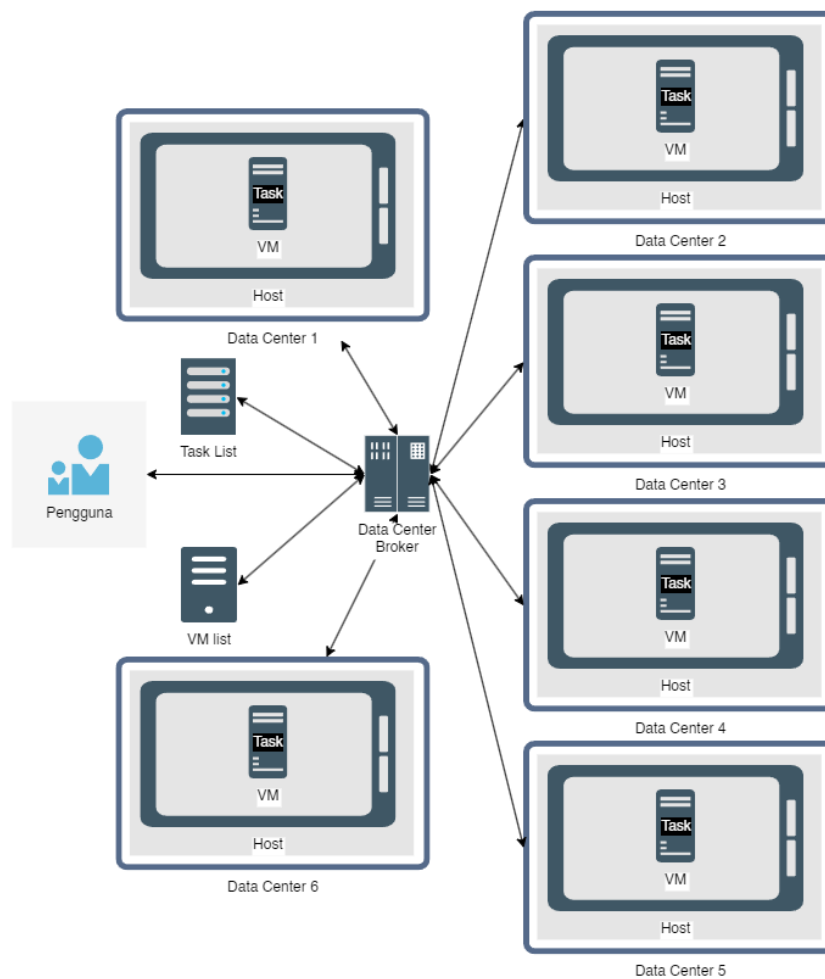 Task
VM
Host
Data Center 1
Task
VM
Host
Data Center 2
Task
VM
Host
Data Center 3
Task List
Pengguna
Data Center
Broker
VM list
Task
VM
Host
Data Center 4
Task
VM
Host
Data Center 6
Task
VM
Host
Data Center 5